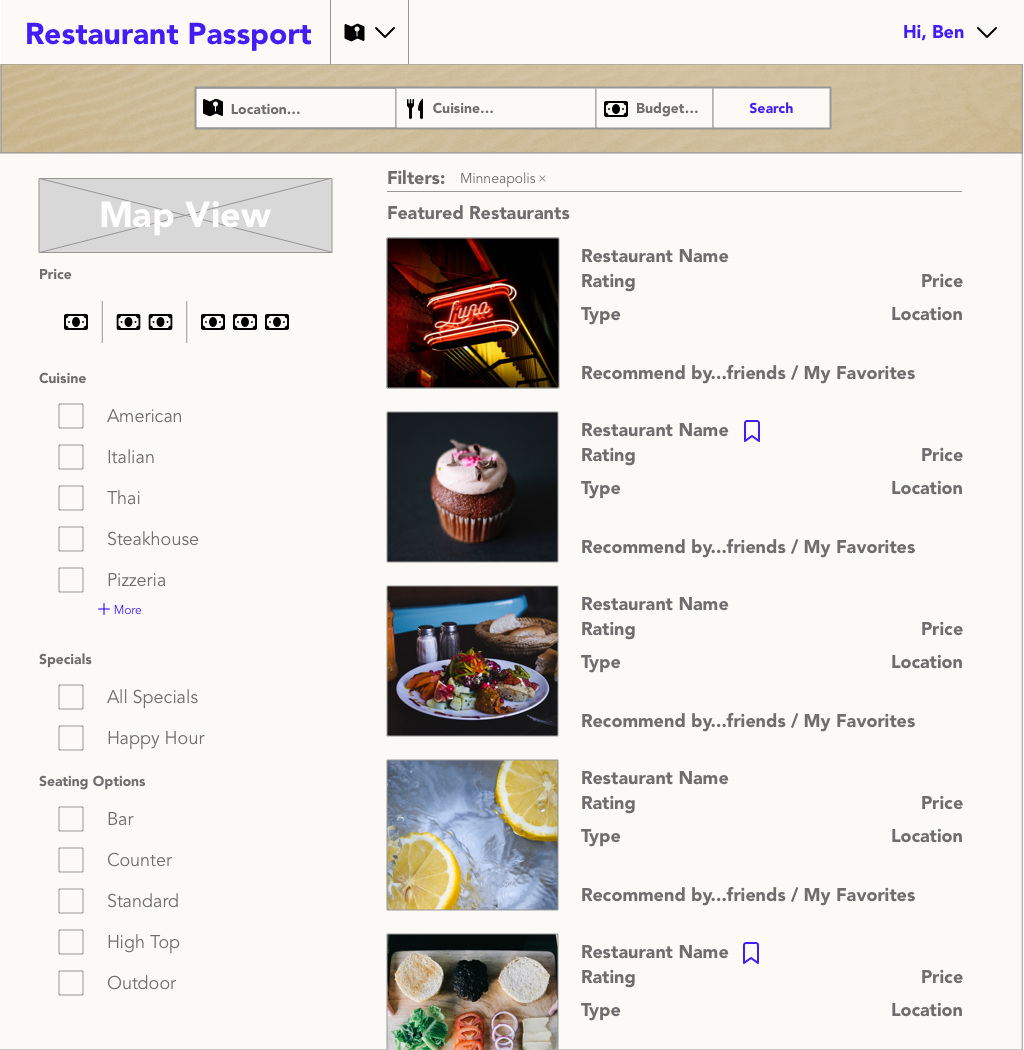 Restaurant Passport
Hi, Ben
Location...
Cuisine...
Budget...
Search
Map View
Price
Cuisine
American
Italian
Thai
Steakhouse
Pizzeria
+ More
Specials
All Specials
Happy Hour
Seating Options
Bar
Counter
Standard
High Top
Outdoor
Filters: Minneapolis ×
Featured Restaurants
Luna
Restaurant Name
Rating Price
Type Location
Recommend by...friends / My Favorites
Restaurant Name
Rating Price
Type Location
Recommend by...friends / My Favorites
Restaurant Name
Rating Price
Type Location
Recommend by...friends / My Favorites
Restaurant Name
Rating Price
Type Location
Recommend by...friends / My Favorites
Restaurant Name
Rating Price
Type Location